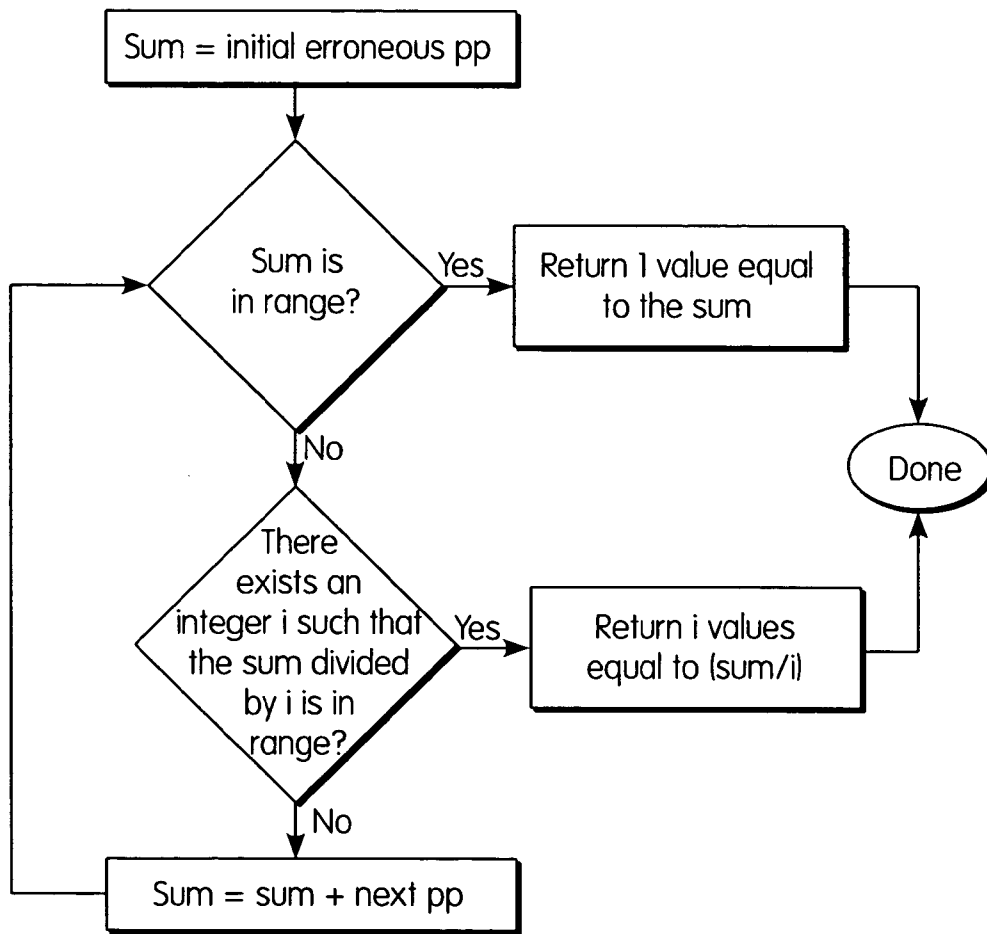 Sum = initial erroneous pp
Sum is
in range?
Yes
Return 1 value equal
to the sum
No
Done
There
exists an
integer i such that
the sum divided
by i is in
range?
Yes
Return i values
equal to (sum/i)
No
Sum = sum + next pp